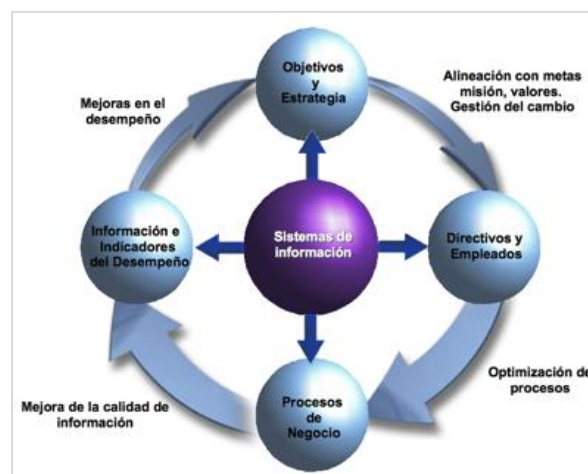 Objetivos
y
Estrategia
Alineación con metas
misión, valores.
Gestión del cambio
Mejoras en el
desempeño
Información e
Indicadores
del Desempeño
Sistemas de
información
Directivos y
Empleados
Optimización de
procesos
Mejora de la calidad de
información
Procesos
de
Negocio